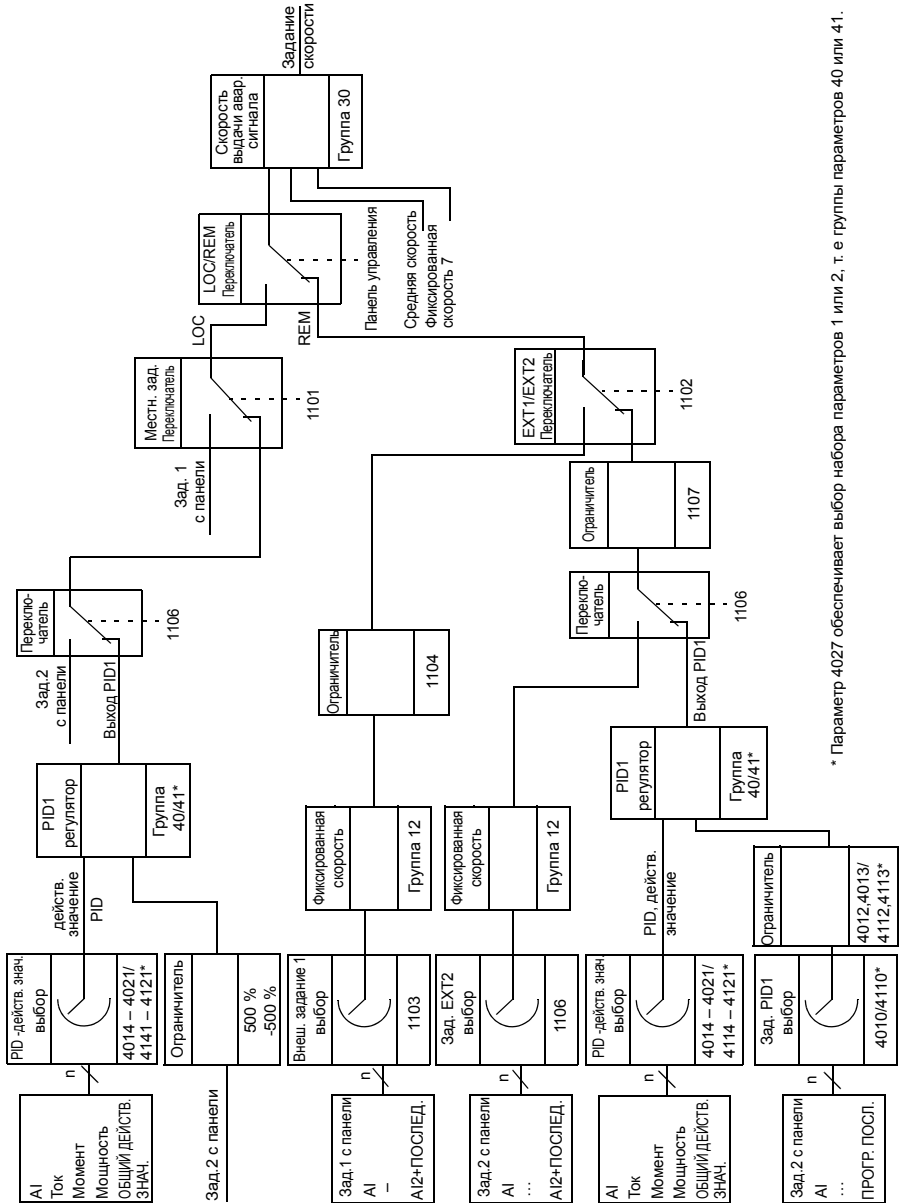 AI
Ток
Момент
Мощность
ОБЩИЙ ДЕЙСТВ.
ЗНАЧ.
n
PID -действ. знач.
выбор
4014 – 4021/
4141 – 4121*
действ.
значение
PID
PID1
регулятор
Группа
40/41*
Зад.2
с панели
Выход PID1
Переклю-
чатель
1106
Зад.2 с панели
Ограничитель
500 %
-500 %
Зад. 1
с панели
Местн. зад.
Переключатель
1101
LOC
REM
LOC/REM
Переключатель
Панель управления
Средняя скорость
Фиксированная
скорость 7
Скорость
выдачи авар.
сигнала
Группа 30
Задание
скорости
Зад.1 с панели
AI
–
AI2+ПОСЛЕД.
n
Внеш. задание 1
выбор
1103
Фиксированная
скорость
Группа 12
Ограничитель
1104
Зад.2 с панели
AI
...
AI2+ПОСЛЕД.
n
Зад. EXT2
выбор
1106
Фиксированная
скорость
Группа 12
Переключатель
1106
Ограничитель
1107
EXT1/EXT2
Переключатель
1102
AI
Ток
Момент
Мощность
ОБЩИЙ ДЕЙСТВ.
ЗНАЧ.
n
PID -действ. знач.
выбор
4014 – 4021/
4114 – 4121*
PID, действ.
значение
PID1
регулятор
Группа
40/41*
Выход PID1
Зад.2 с панели
AI
...
ПРОГР. ПОСЛ.
n
Зад. PID1
выбор
4010/4110*
Ограничитель
4012,4013/
4112,4113*
* Параметр 4027 обеспечивает выбор набора параметров 1 или 2, т. е группы параметров 40 или 41.